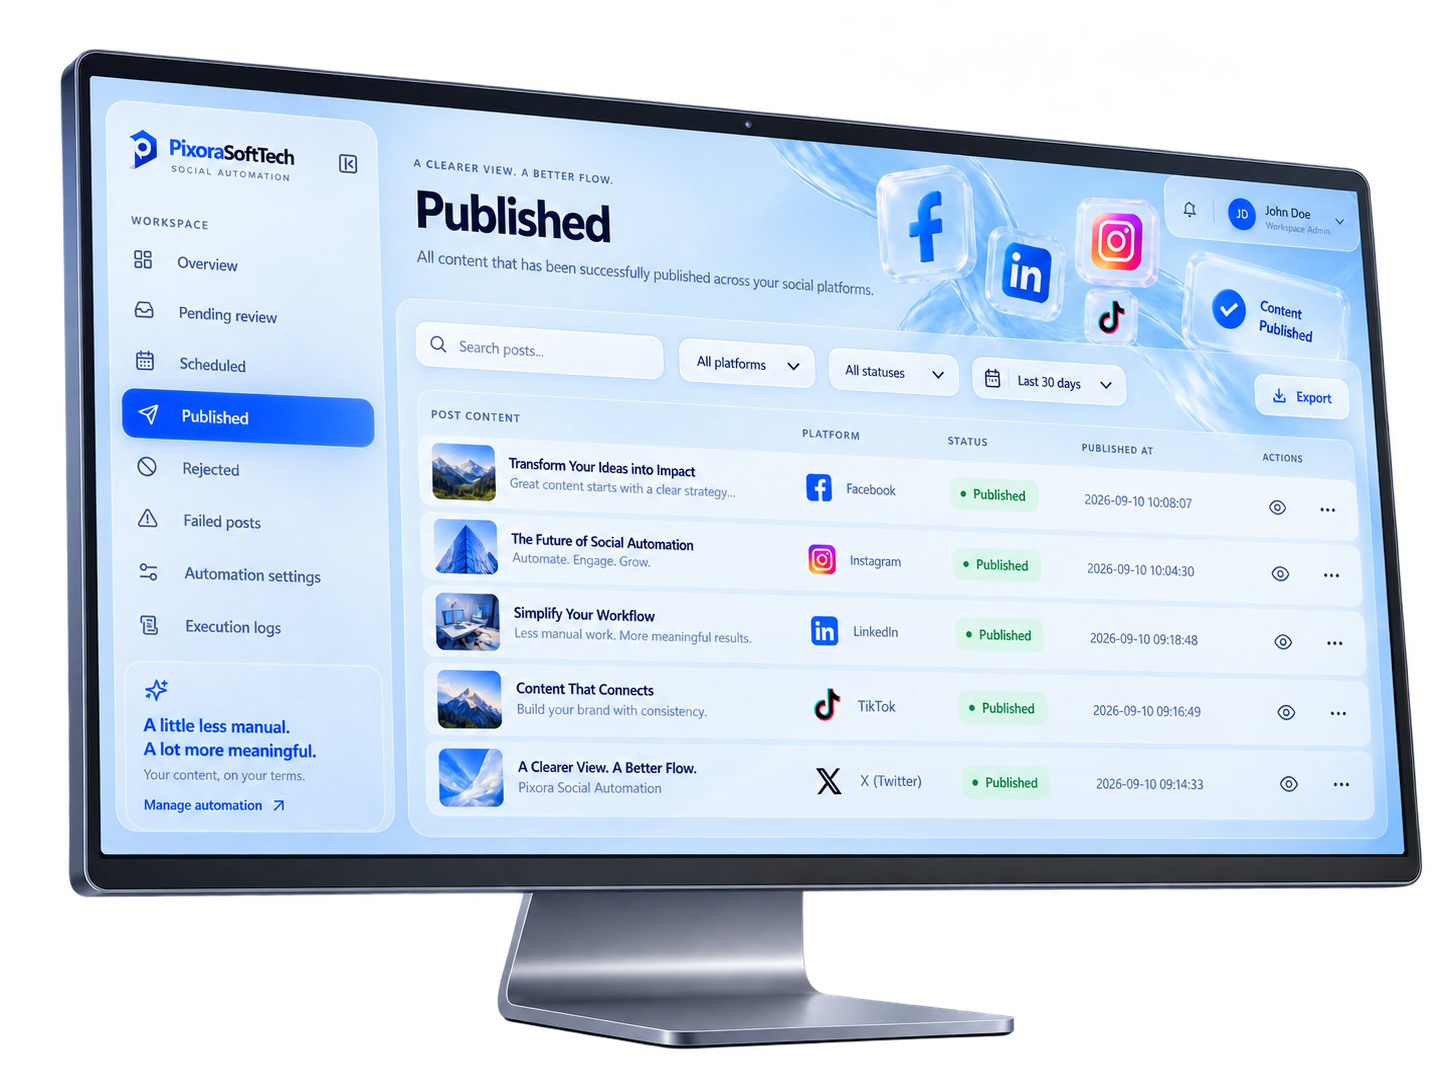 PixoraSoftTech
SOCIAL AUTOMATION
WORKSPACE
Overview
Pending review
Scheduled
Published
Rejected
Failed posts
Automation settings
Execution logs
A little less manual.
A lot more meaningful.
Your content, on your terms.
Manage automation
A CLEARER VIEW. A BETTER FLOW.
Published
All content that has been successfully published across your social platforms.
f
in
JD
John Doe
Workspace Admin
Content
Published
Search posts...
All platforms
All statuses
Last 30 days
Export
POST CONTENT PLATFORM STATUS PUBLISHED AT ACTIONS
Transform Your Ideas into Impact
Great content starts with a clear strategy...
f Facebook Published 2026-09-10 10:08:07
The Future of Social Automation
Automate. Engage. Grow.
Instagram Published 2026-09-10 10:04:30
Simplify Your Workflow
Less manual work. More meaningful results.
in LinkedIn Published 2026-09-10 09:18:48
Content That Connects
Build your brand with consistency.
TikTok Published 2026-09-10 09:16:49
A Clearer View. A Better Flow.
Pixora Social Automation
X X (Twitter) Published 2026-09-10 09:14:33